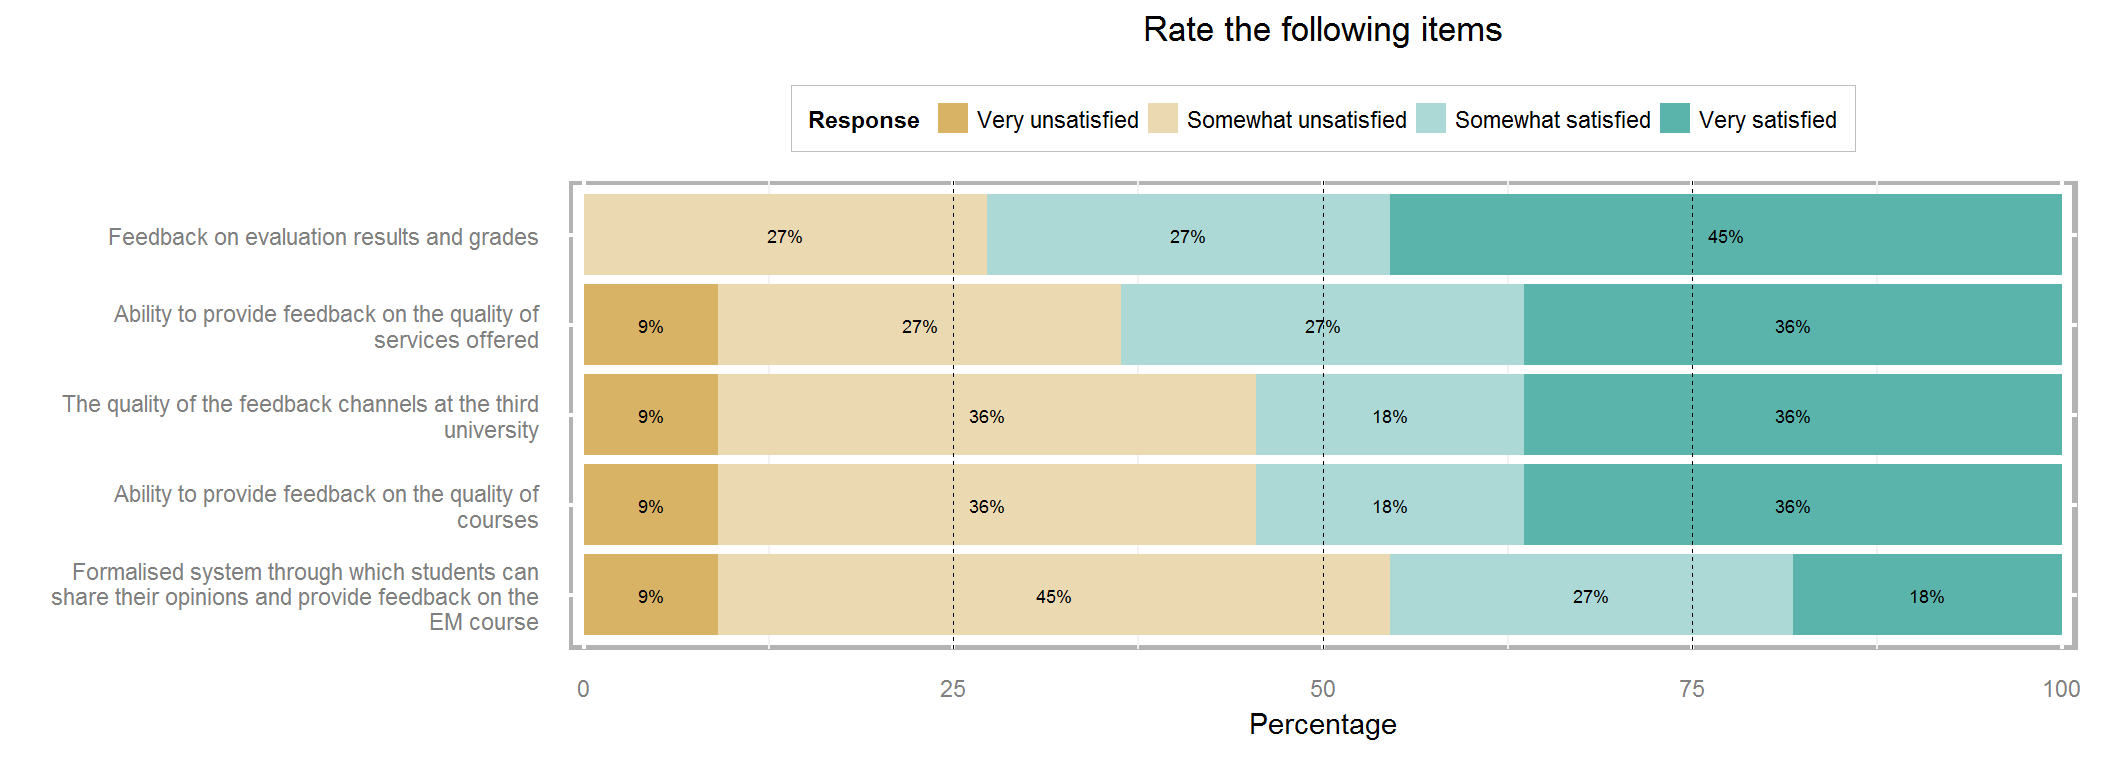 Rate the following items
Response Very unsatisfied Somewhat unsatisfied Somewhat satisfied Very satisfied
Feedback on evaluation results and grades
27% 27% 45%
Ability to provide feedback on the quality of
services offered
9% 27% 27% 36%
The quality of the feedback channels at the third
university
9% 36% 18% 36%
Ability to provide feedback on the quality of
courses
9% 36% 18% 36%
Formalised system through which students can
share their opinions and provide feedback on the
EM course
9% 45% 27% 18%
0 25 50 75 100
Percentage